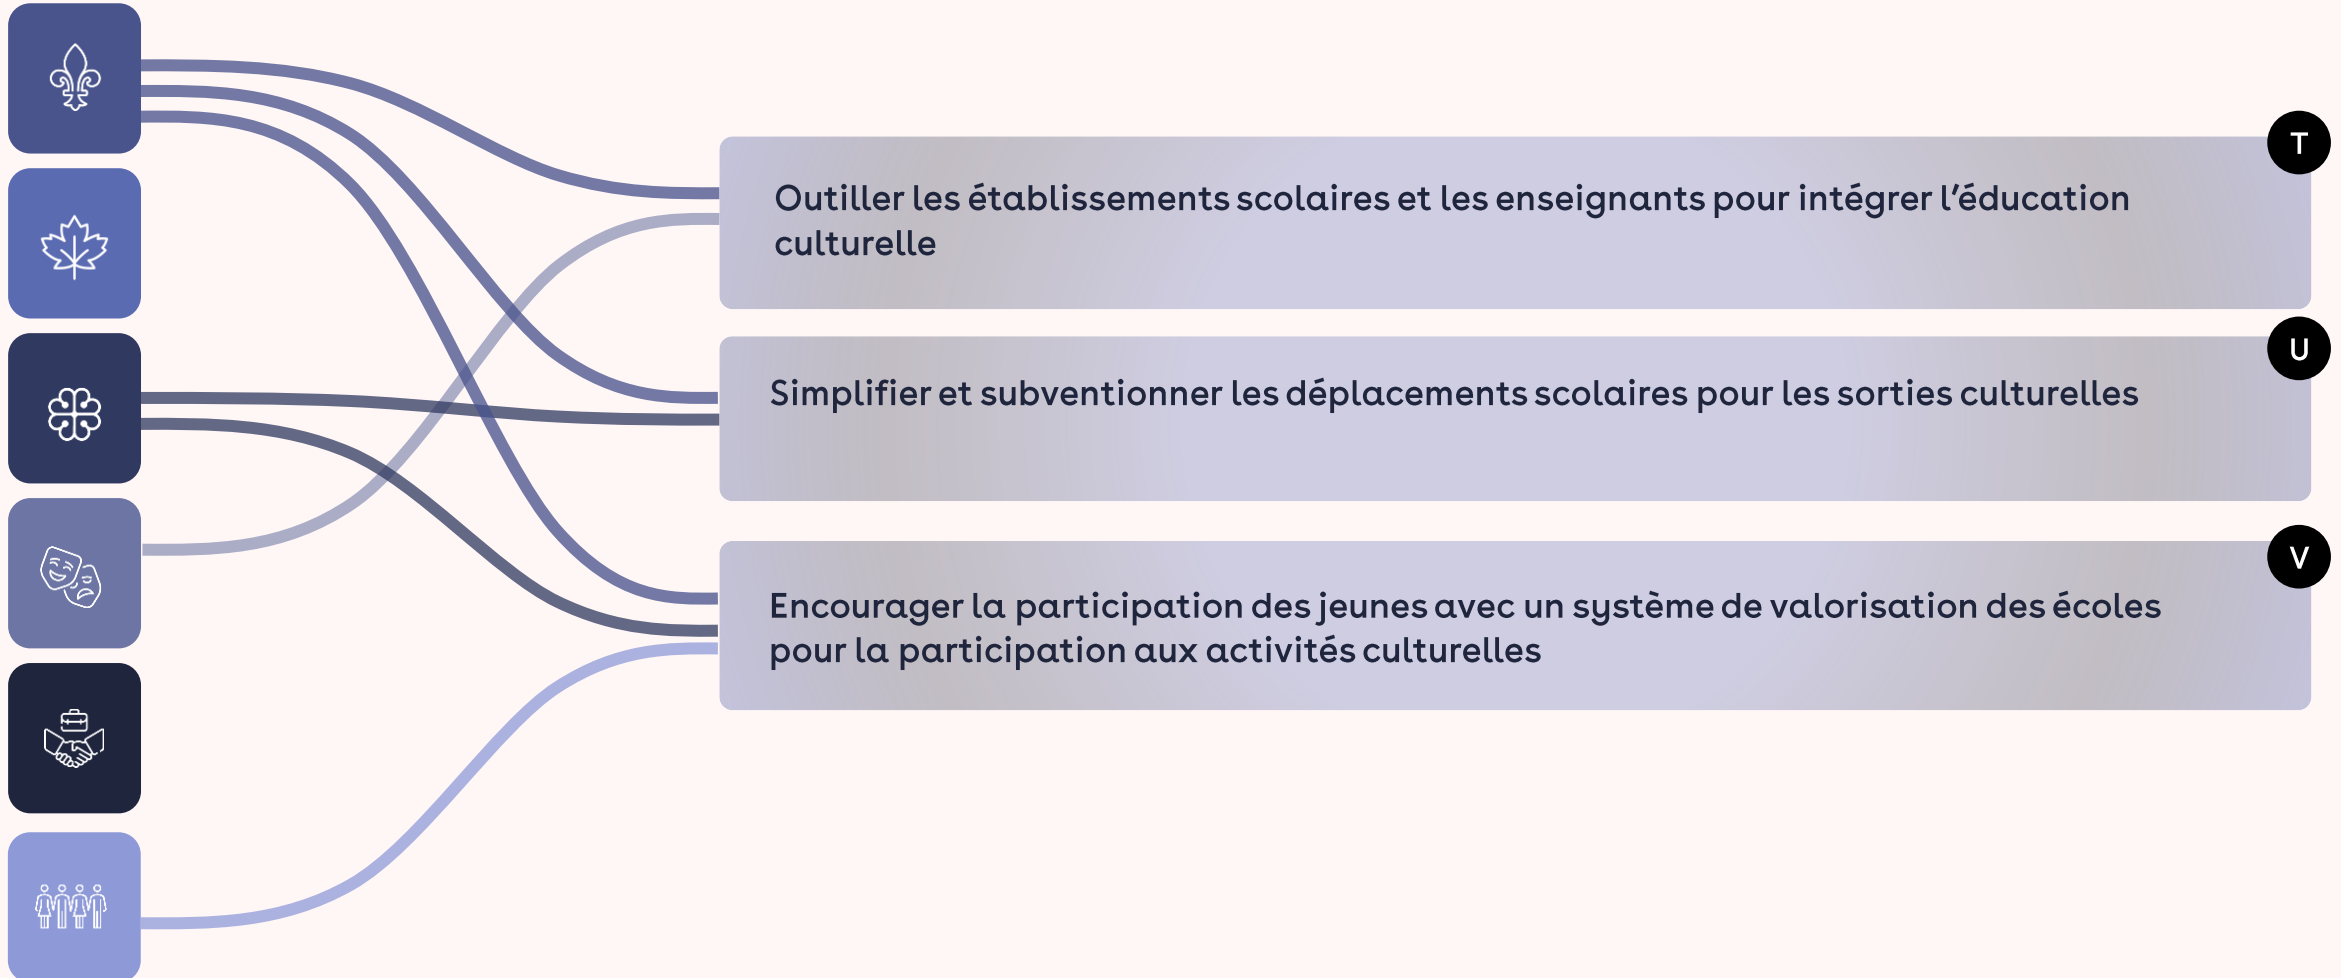 T
Outiller les établissements scolaires et les enseignants pour intégrer l’éducation
culturelle
U
Simplifier et subventionner les déplacements scolaires pour les sorties culturelles
V
Encourager la participation des jeunes avec un système de valorisation des écoles
pour la participation aux activités culturelles